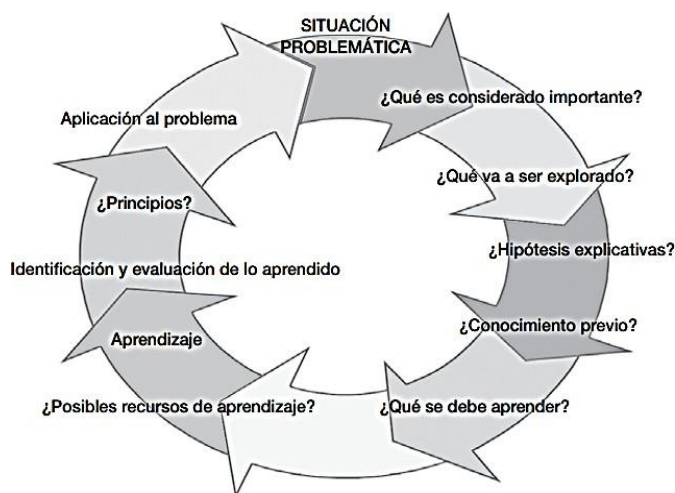 SITUACIÓN
PROBLEMÁTICA
¿Qué es considerado importante?
¿Qué va a ser explorado?
¿Hipótesis explicativas?
¿Conocimiento previo?
¿Qué se debe aprender?
¿Posibles recursos de aprendizaje?
Aprendizaje
Identificación y evaluación de lo aprendido
¿Principios?
Aplicación al problema